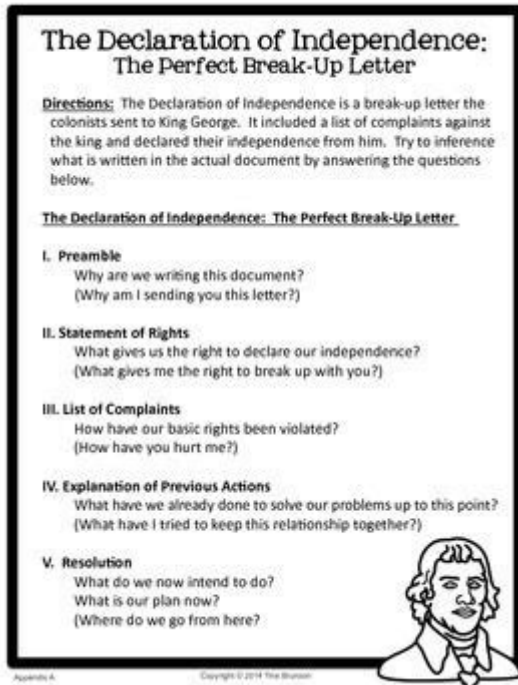 The Declaration of Independence:
The Perfect Break-Up Letter
Directions: The Declaration of Independence is a break-up letter the
colonists sent to King George. It included a list of complaints against
the king and declared their independence from him. Try to inference
what is written in the actual document by answering the questions
below.
The Declaration of Independence: The Perfect Break-Up Letter
I. Preamble
Why are we writing this document?
(Why am I sending you this letter?)
II. Statement of Rights
What gives us the right to declare our independence?
(What gives me the right to break up with you?)
III. List of Complaints
How have our basic rights been violated?
(How have you hurt me?)
IV. Explanation of Previous Actions
What have we already done to solve our problems up to this point?
(What have I tried to keep this relationship together?)
V. Resolution
What do we now intend to do?
What is our plan now?
(Where do we go from here?
Appendix A
Copyright © 2014 Tina